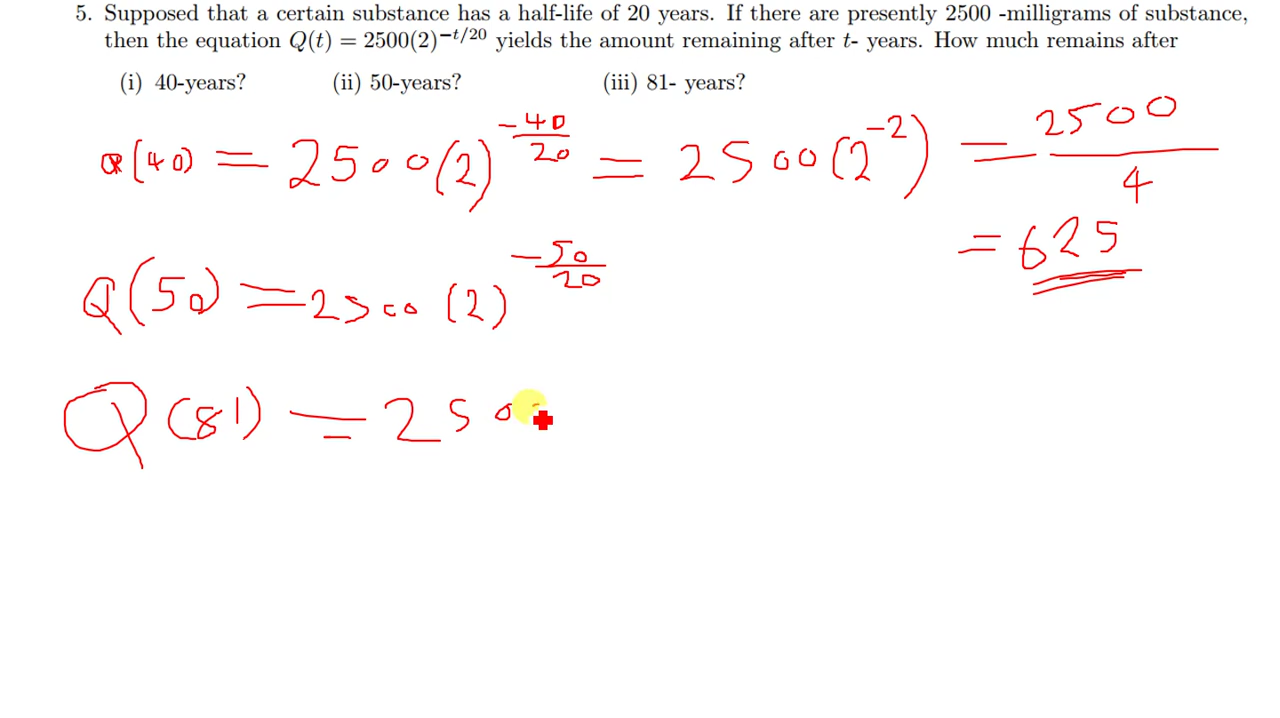 5. Supposed that a certain substance has a half-life of 20 years. If there are presently 2500 -milligrams of substance,
then the equation Q(t) = 2500(2)^{-t/20} yields the amount remaining after t- years. How much remains after
(i) 40-years? (ii) 50-years? (iii) 81- years?
Q(40) = 2500(2)^{-40/20} = 2500(2^{-2}) = 2500/4
= 625
Q(50) = 2500(2)^{-50/20}
Q(81) = 250